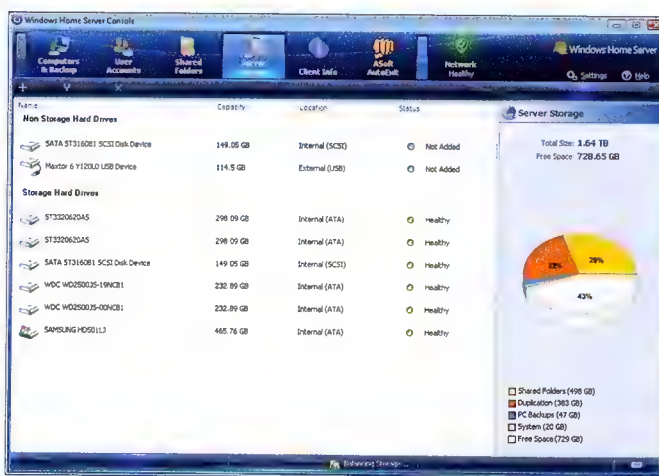 Windows Home Server Console
Computers & Backup
User Accounts
Shared Folders
Server
Client Info
ASoft AutoExit
Network Healthy
Windows Home Server
Settings
Help
Name Capacity Location Status
Non Storage Hard Drives
SATA ST316081 SCSI Disk Device 149.05 GB Internal (SCSI) Not Added
Maxtor 6 Y120L0 USB Device 114.5 GB External (USB) Not Added
Storage Hard Drives
ST3320620AS 298.09 GB Internal (ATA) Healthy
ST3320620AS 298.09 GB Internal (ATA) Healthy
SATA ST316081 SCSI Disk Device 149.05 GB Internal (SCSI) Healthy
WDC WD2500JS-19NCB1 232.89 GB Internal (ATA) Healthy
WDC WD2500JS-00NCB1 232.89 GB Internal (ATA) Healthy
SAMSUNG HD501LJ 465.76 GB Internal (ATA) Healthy
Server Storage
Total Size: 1.64 TB
Free Space: 728.65 GB
43%
Shared Folders (498 GB)
Duplication (383 GB)
PC Backups (47 GB)
System (20 GB)
Free Space (729 GB)
Balancing Storage